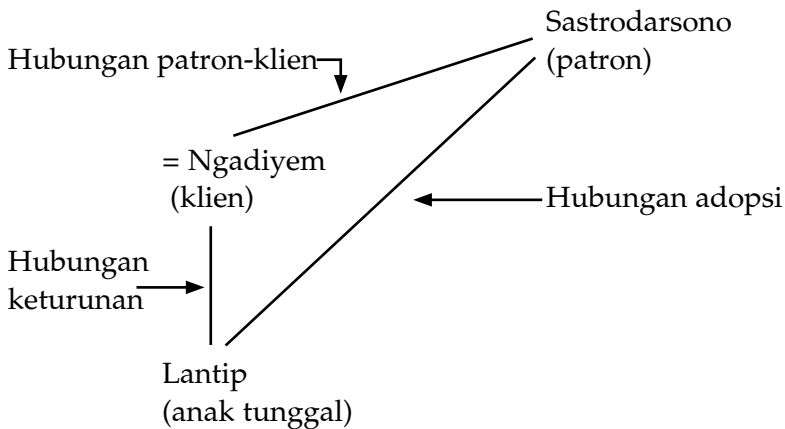 Sastrodarsono
(patron)
Hubungan patron-klien
= Ngadiyem
(klien)
Hubungan adopsi
Hubungan
keturunan
Lantip
(anak tunggal)